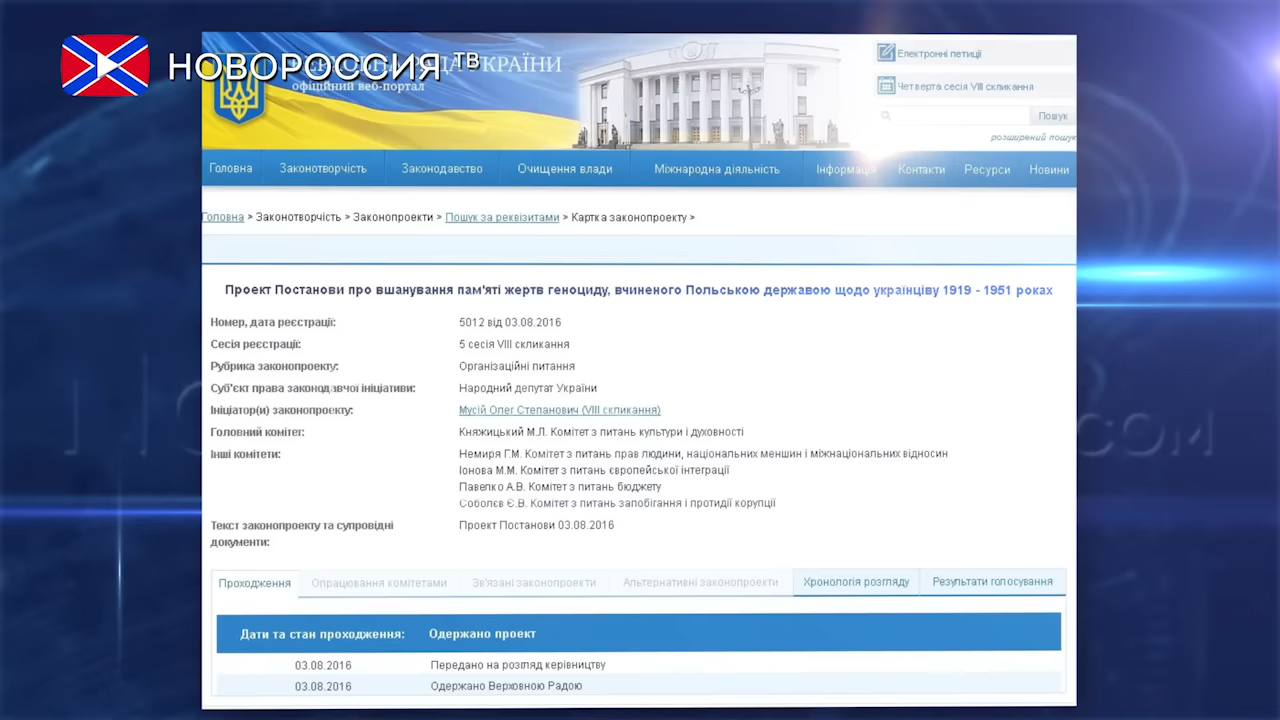 НОВОРОССИЯ ТВ
УКРАЇНИ
офіційний веб-портал
Електронні петиції
Четверта сесія VIII скликання
Пошук
розширений пошук
Головна Законотворчість Законодавство Очищення влади Міжнародна діяльність Інформація Контакти Ресурси Новини
Головна > Законотворчість > Законопроекти > Пошук за реквізитами > Картка законопроекту >
Проект Постанови про вшанування пам'яті жертв геноциду, вчиненого Польською державою щодо українціву 1919 - 1951 роках
Номер, дата реєстрації: 5012 від 03.08.2016
Сесія реєстрації: 5 сесія VIII скликання
Рубрика законопроекту: Організаційні питання
Суб'єкт права законодавчої ініціативи: Народний депутат України
Ініціатор(и) законопроекту: Мусій Олег Степанович (VIII скликання)
Головний комітет: Княжицький М.Л. Комітет з питань культури і духовності
Інші комітети: Немиря Г.М. Комітет з питань прав людини, національних меншин і міжнаціональних відносин
Іонова М.М. Комітет з питань європейської інтеграції
Павелко А.В. Комітет з питань бюджету
Соболєв Є.В. Комітет з питань запобігання і протидії корупції
Текст законопроекту та супровідні документи: Проект Постанови 03.08.2016
Проходження Опрацювання комітетами Зв'язані законопроекти Альтернативні законопроекти Хронологія розгляду Результати голосування
Дати та стан проходження: Одержано проект
03.08.2016 Передано на розгляд керівництву
03.08.2016 Одержано Верховною Радою